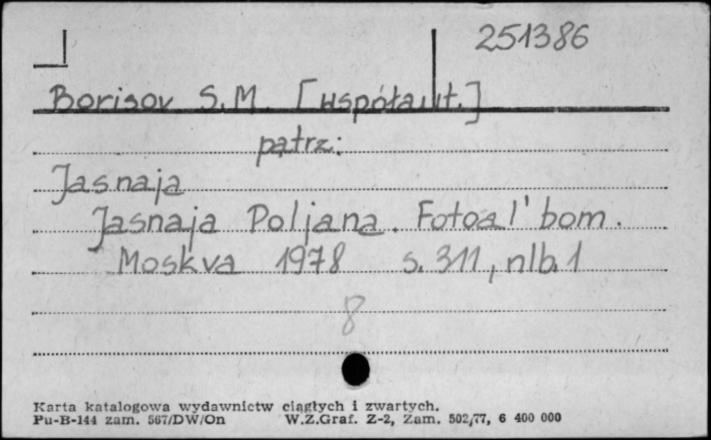 251386
Borisov S.M. [współaut.]
patrz:
Jasnaja
Jasnaja Poljana. Fotoal'bom.
Moskva 1978 s. 311, nlb. 1
8
Karta katalogowa wydawnictw ciągłych i zwartych.
Pu-B-144 zam. 567/DW/On W.Z.Graf. Z-2, Zam. 502/77, 6 400 000